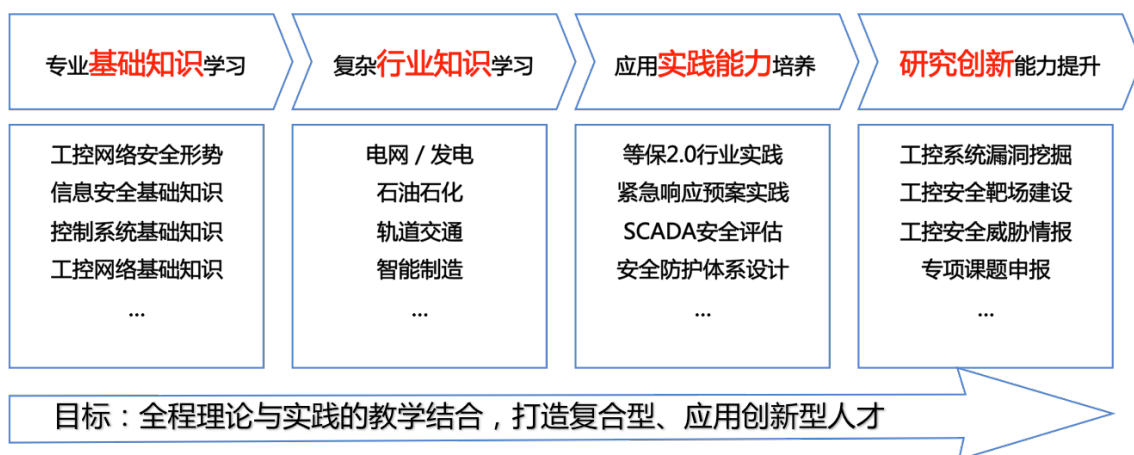 专业基础知识学习
复杂行业知识学习
应用实践能力培养
研究创新能力提升
工控网络安全形势
信息安全基础知识
控制系统基础知识
工控网络基础知识
...
电网 / 发电
石油石化
轨道交通
智能制造
...
等保2.0行业实践
紧急响应预案实践
SCADA安全评估
安全防护体系设计
...
工控系统漏洞挖掘
工控安全靶场建设
工控安全威胁情报
专项课题申报
...
目标：全程理论与实践的教学结合，打造复合型、应用创新型人才